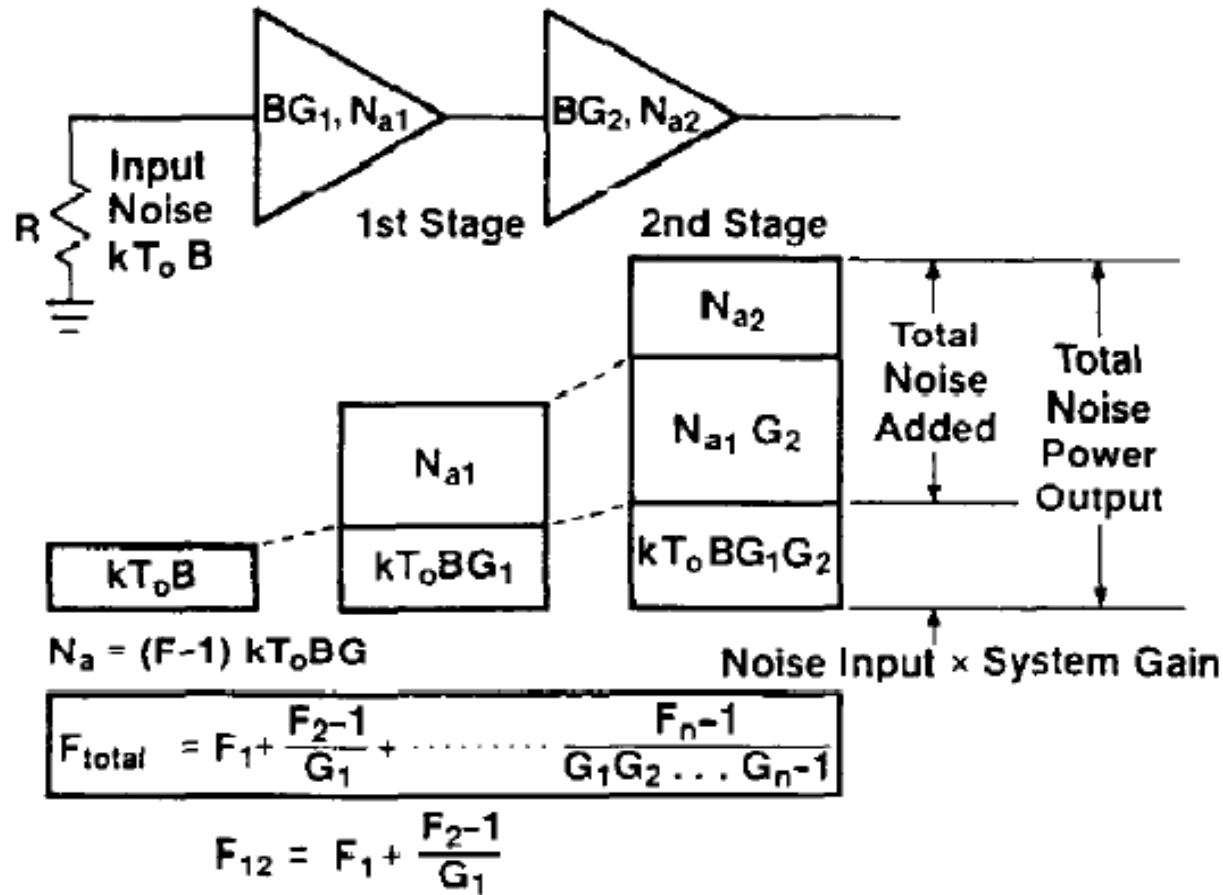 BG₁, Nₐ₁
BG₂, Nₐ₂
Input
Noise
kTₒ B
R
1st Stage
2nd Stage
Nₐ₂
Nₐ₁ G₂
kTₒ BG₁G₂
Nₐ₁
kTₒBG₁
kTₒB
Total
Noise
Added
Total
Noise
Power
Output
Nₐ = (F-1) kTₒBG
Noise Input × System Gain
F_total = F₁ + (F₂-1)/G₁ + ········ (Fₙ-1)/(G₁G₂ . . . Gₙ-1)
F₁₂ = F₁ + (F₂-1)/G₁